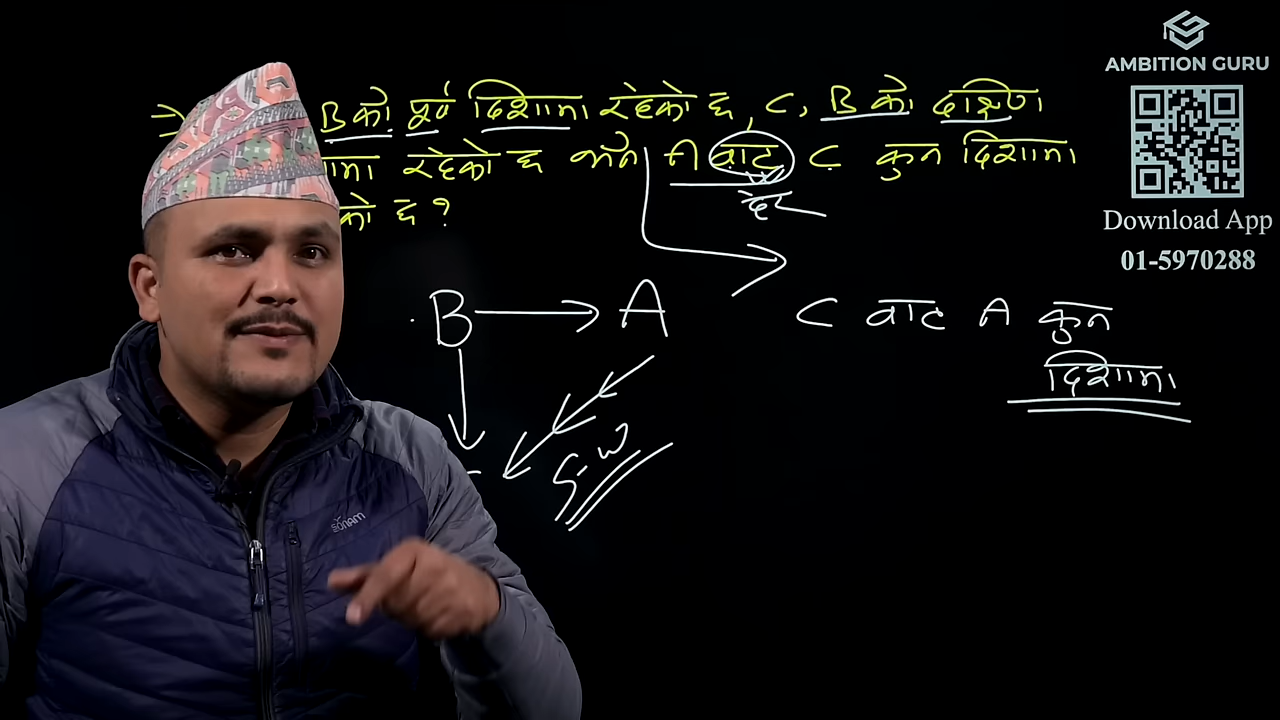 ⇒ B को पूर्व दिशामा रहेको छ, C, B को दक्षिण
शामा रहेको छ भने A बाट C कुन दिशामा
को छ ?
देर
B → A
C बाट A कुन
दिशामा
S-W
SONAM
AMBITION GURU
Download App
01-5970288